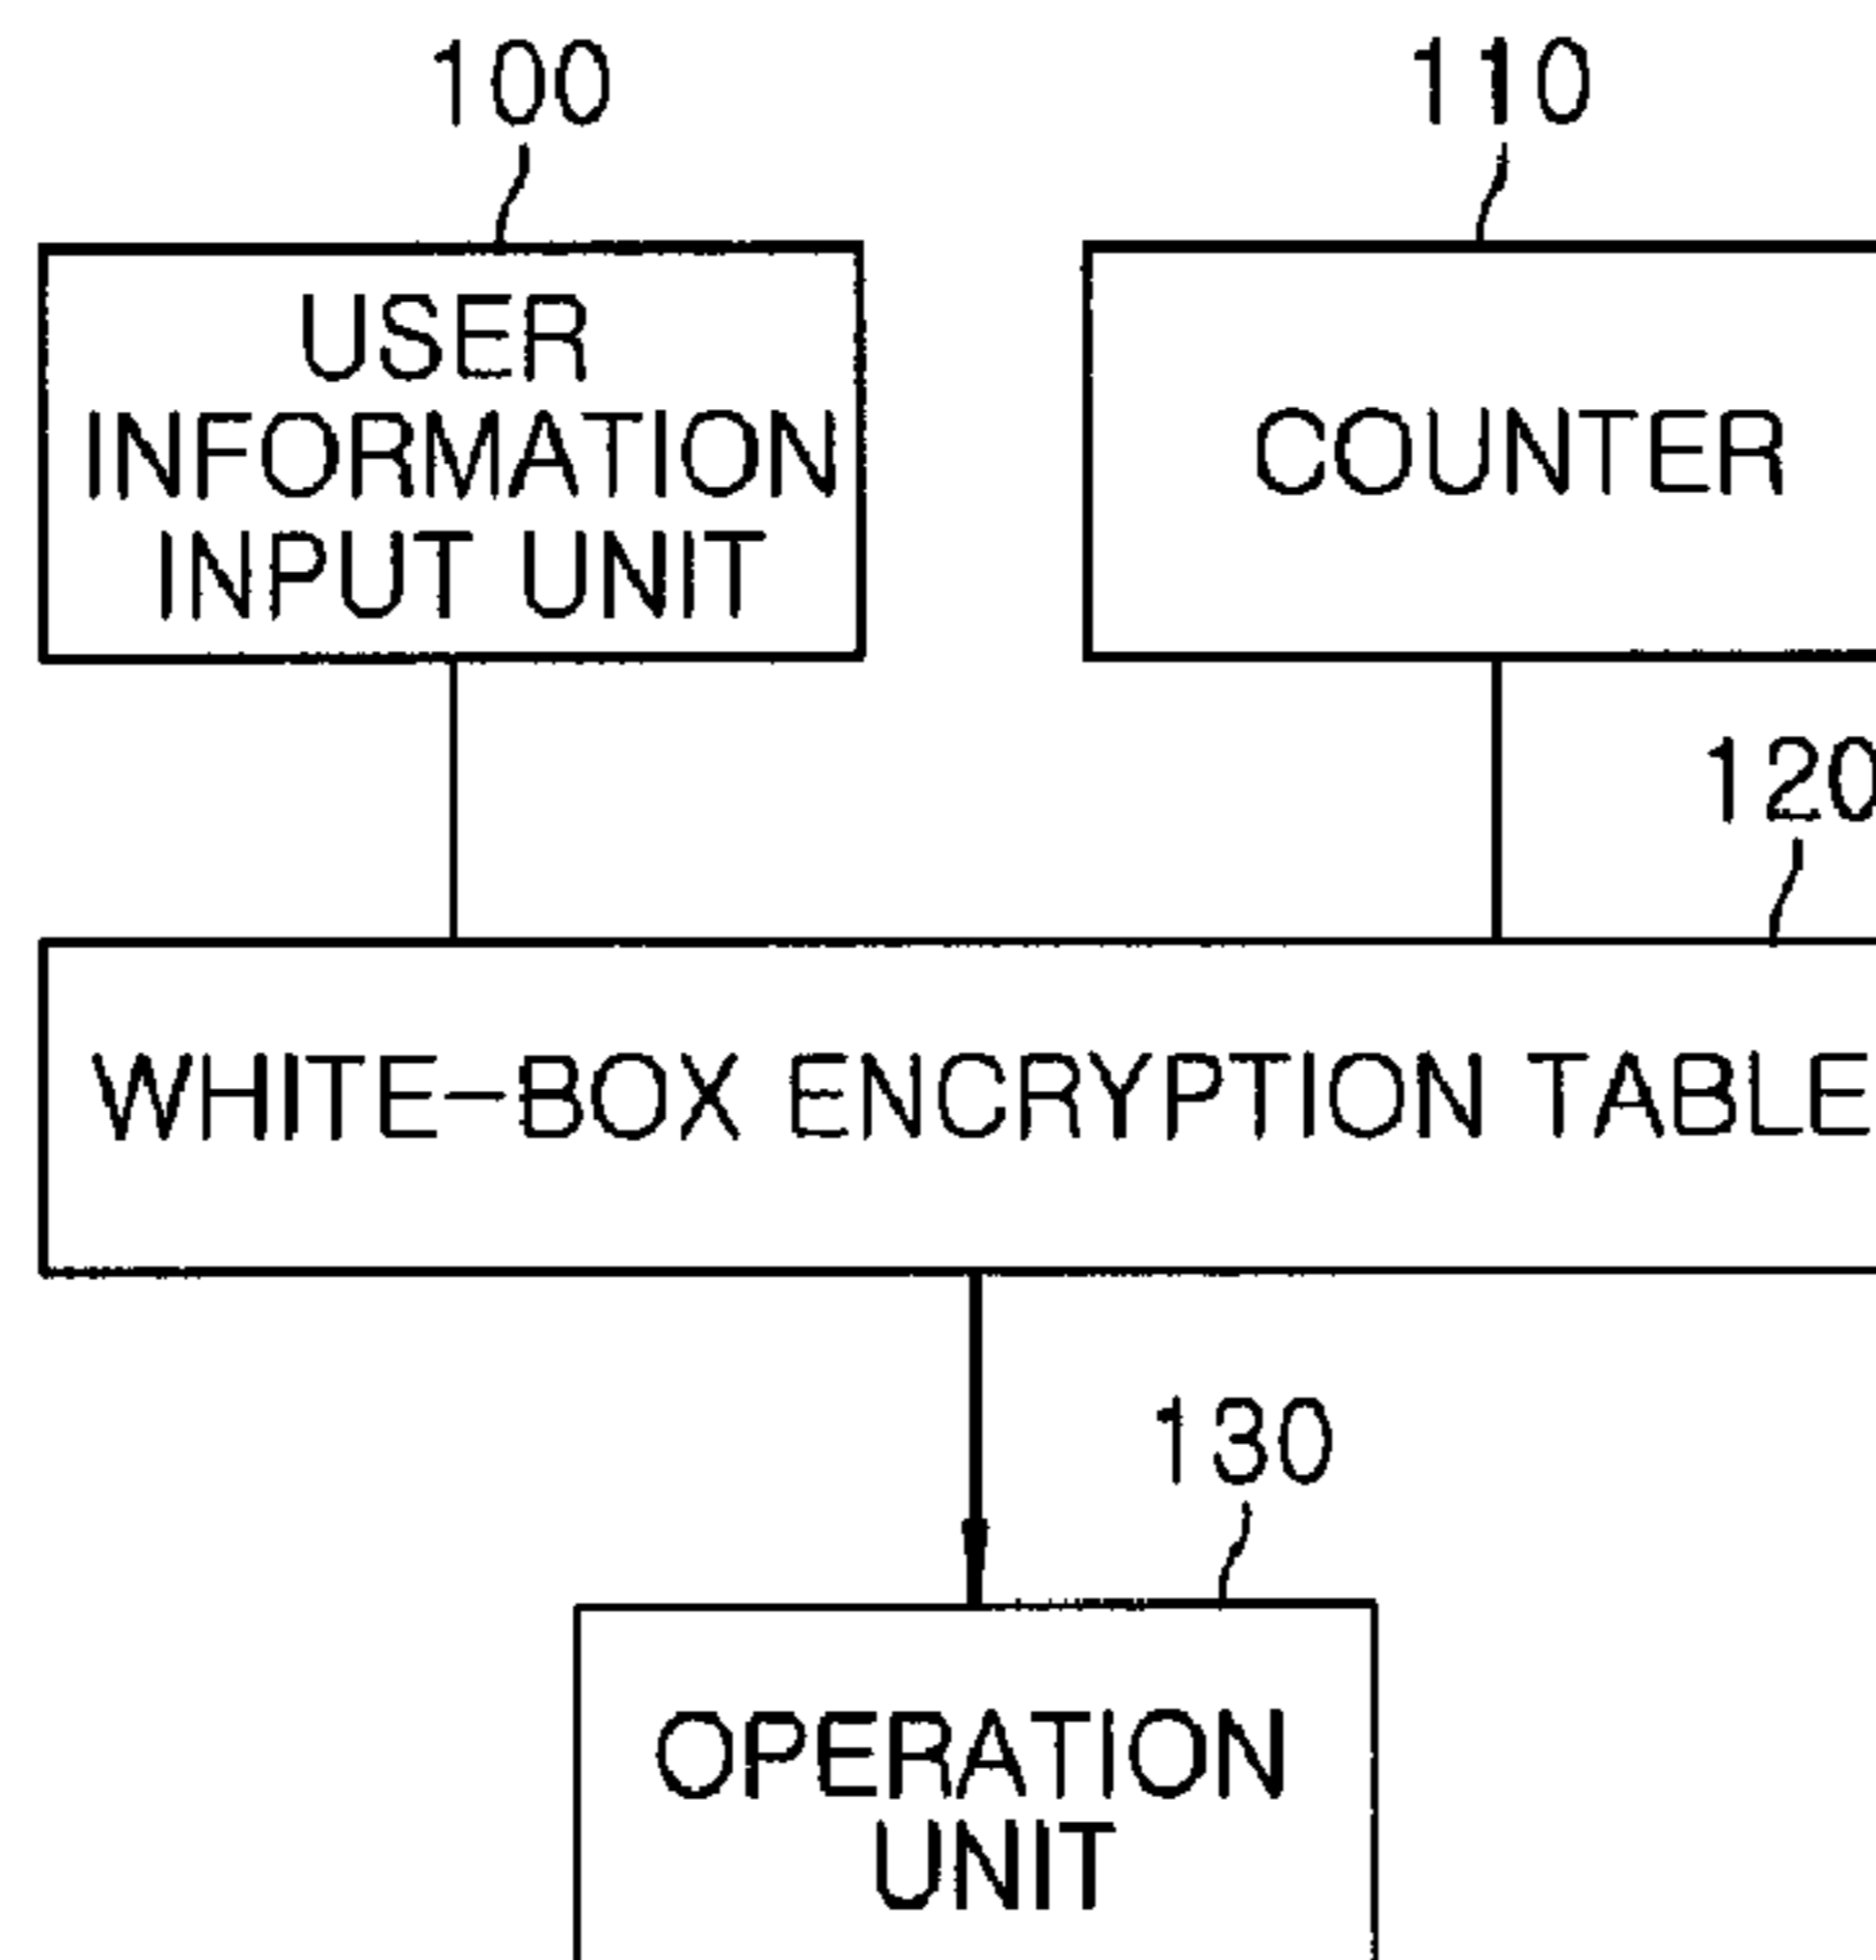 100
110
USER
INFORMATION
INPUT UNIT
COUNTER
120
WHITE-BOX ENCRYPTION TABLE
130
OPERATION
UNIT